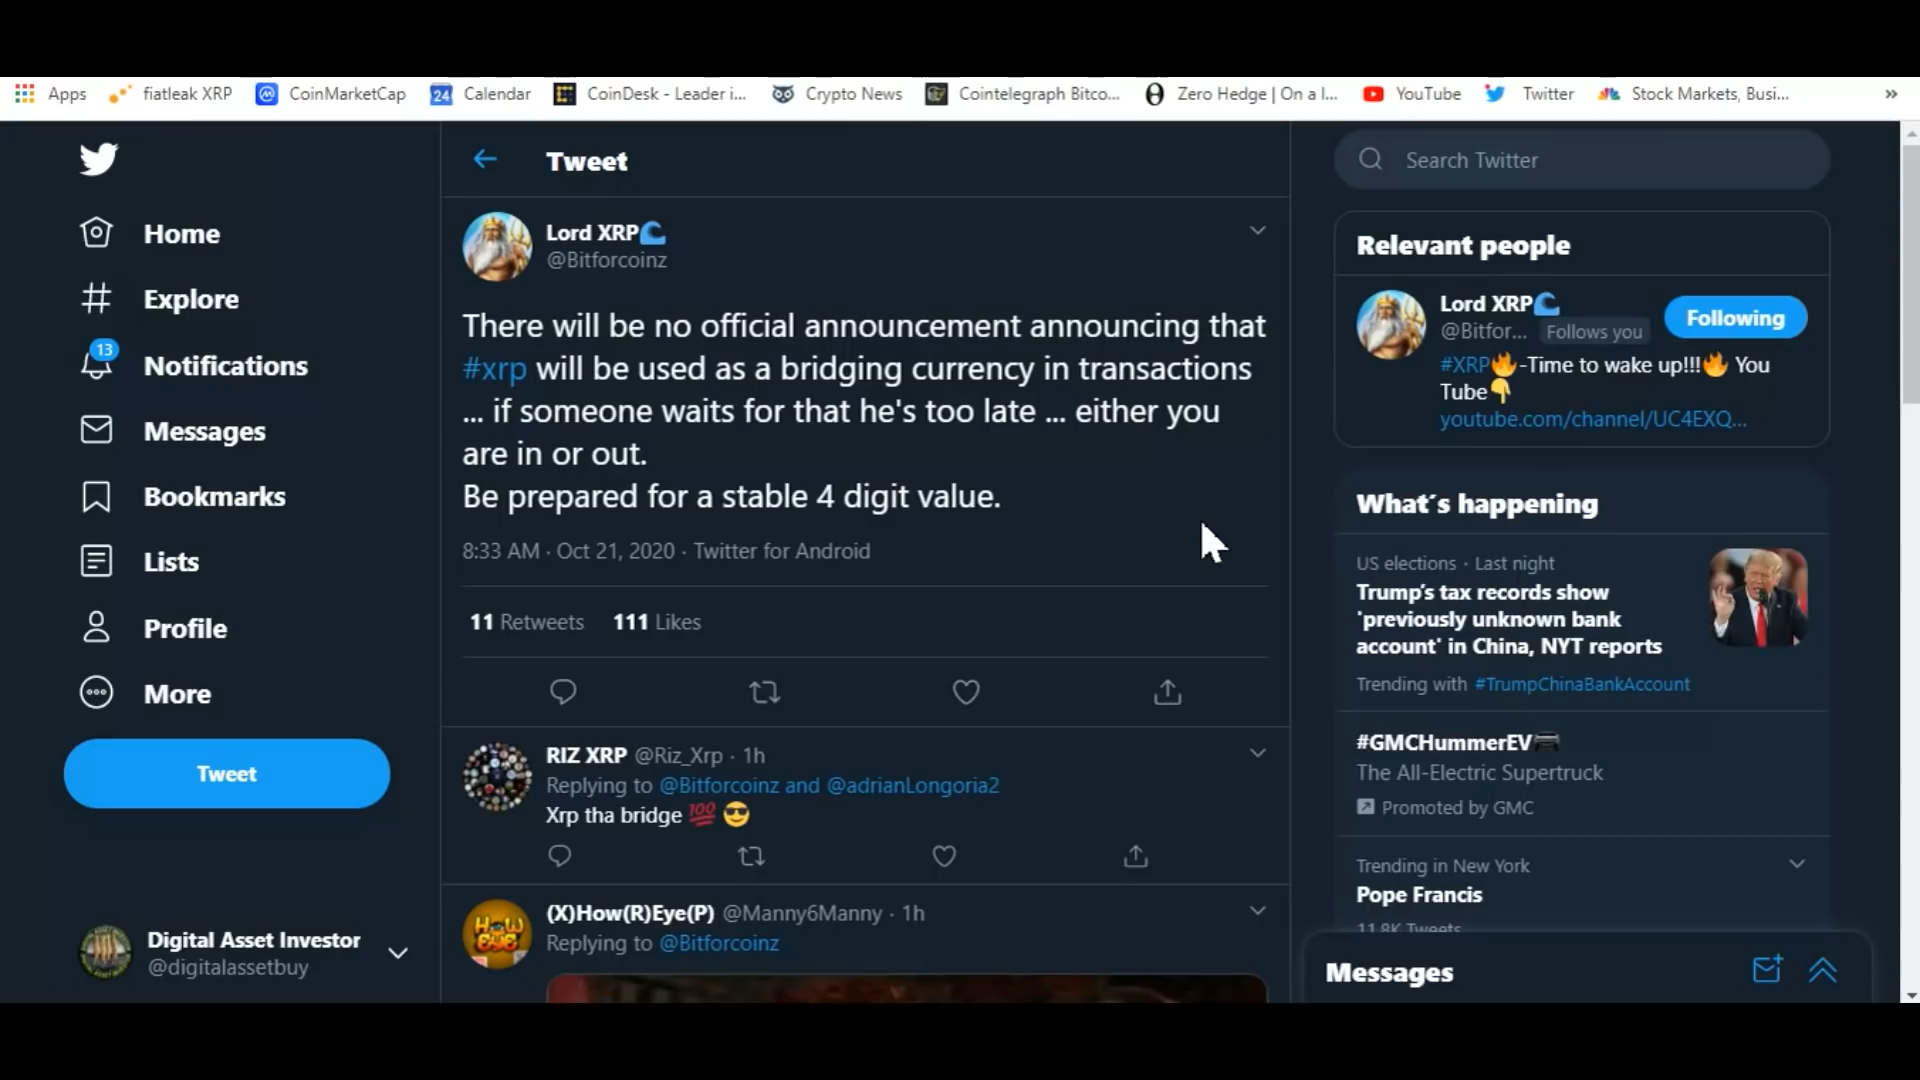 Apps fiatleak XRP CoinMarketCap 24 Calendar CoinDesk - Leader i... Crypto News Cointelegraph Bitco... Zero Hedge | On a l... YouTube Twitter Stock Markets, Busi... »
Home
Explore
13
Notifications
Messages
Bookmarks
Lists
Profile
More
Tweet
Digital Asset Investor
@digitalassetbuy
Tweet
Lord XRP🌊
@Bitforcoinz
There will be no official announcement announcing that
#xrp will be used as a bridging currency in transactions
... if someone waits for that he's too late ... either you
are in or out.
Be prepared for a stable 4 digit value.
8:33 AM · Oct 21, 2020 · Twitter for Android
11 Retweets 111 Likes
RIZ XRP @Riz_Xrp · 1h
Replying to @Bitforcoinz and @adrianLongoria2
Xrp tha bridge 💯 😎
(X)How(R)Eye(P) @Manny6Manny · 1h
HOW
EYE
Replying to @Bitforcoinz
Search Twitter
Relevant people
Lord XRP🌊
@Bitfor... Follows you
Following
#XRP🔥-Time to wake up!!!🔥 You
Tube👇
youtube.com/channel/UC4EXQ...
What´s happening
US elections · Last night
Trump's tax records show
'previously unknown bank
account' in China, NYT reports
Trending with #TrumpChinaBankAccount
#GMCHummerEV
The All-Electric Supertruck
Promoted by GMC
Trending in New York
Pope Francis
11.8K Tweets
Messages